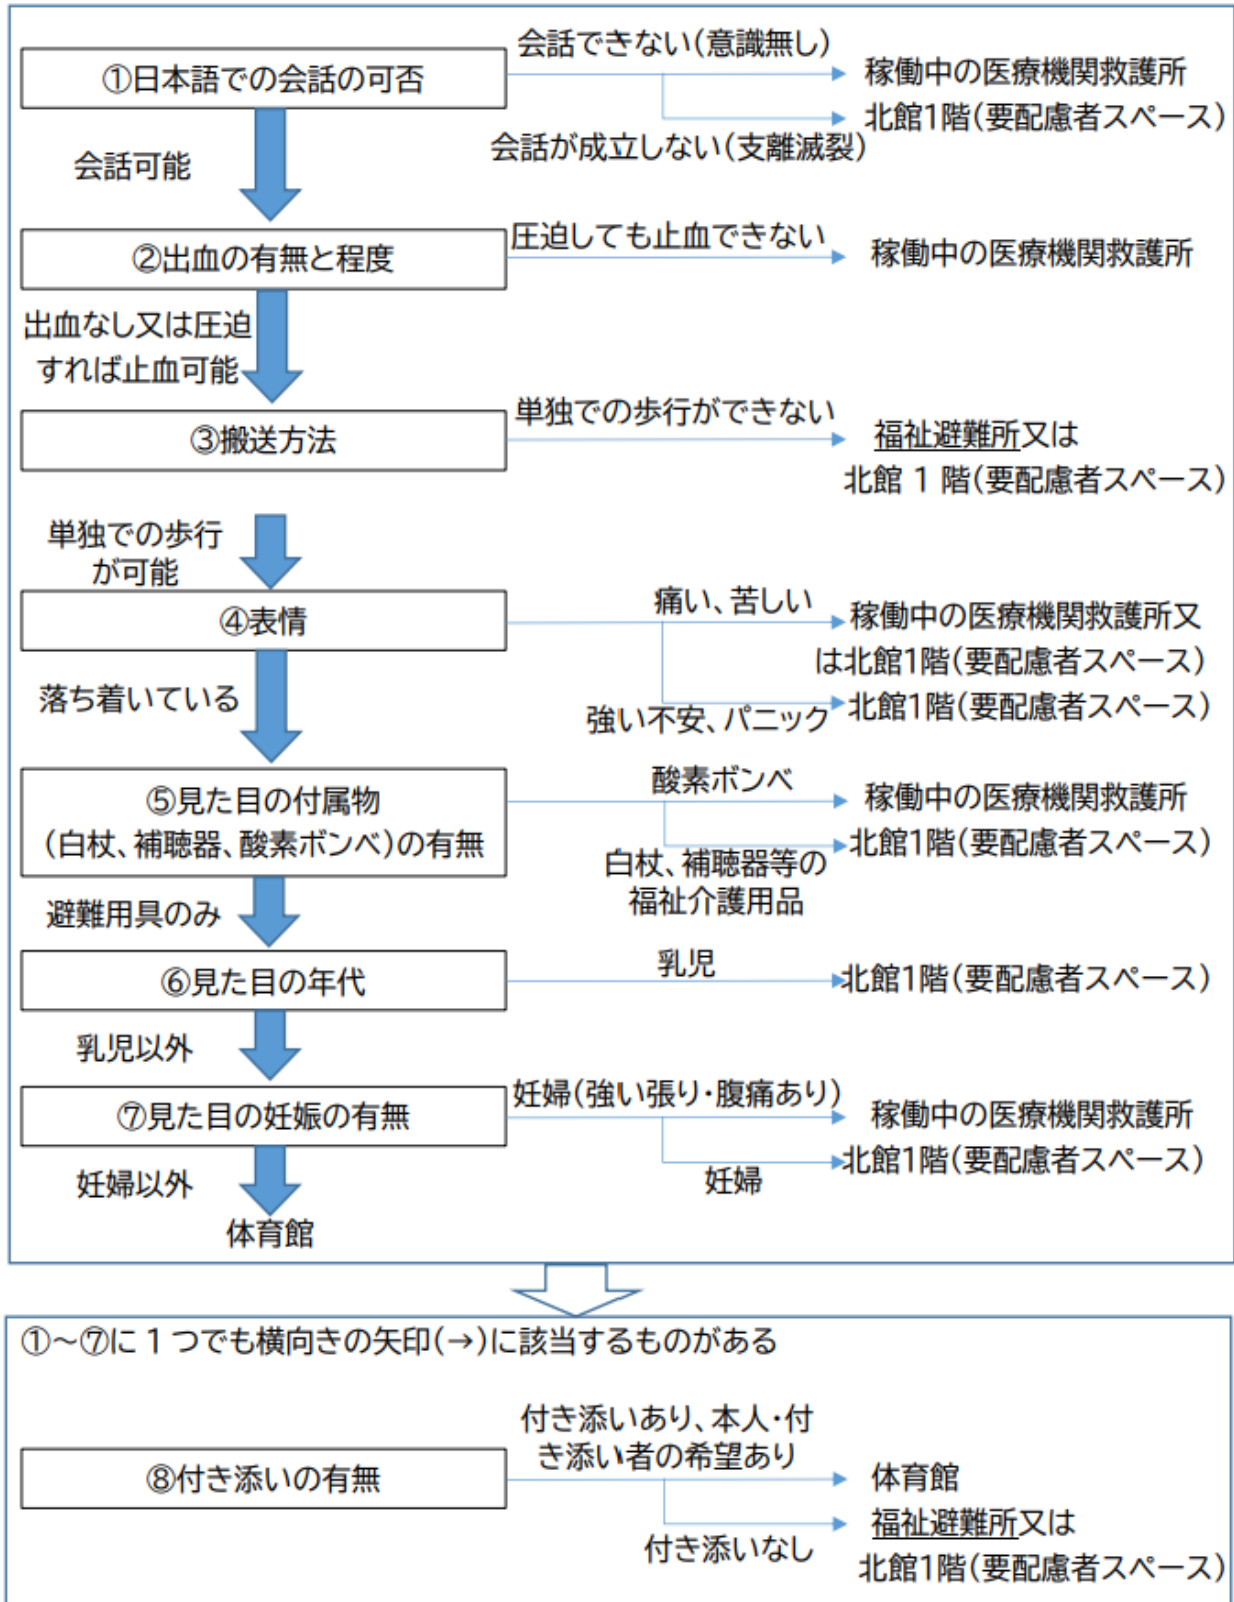 会話できない(意識無し)
①日本語での会話の可否
稼働中の医療機関救護所
北館1階(要配慮者スペース)
会話が成立しない(支離滅裂)
会話可能
②出血の有無と程度
圧迫しても止血できない
稼働中の医療機関救護所
出血なし又は圧迫
すれば止血可能
③搬送方法
単独での歩行ができない
福祉避難所又は
北館 1 階(要配慮者スペース)
単独での歩行
が可能
④表情
痛い、苦しい
稼働中の医療機関救護所又
は北館1階(要配慮者スペース)
強い不安、パニック
北館1階(要配慮者スペース)
落ち着いている
⑤見た目の付属物
(白杖、補聴器、酸素ボンベ)の有無
酸素ボンベ
稼働中の医療機関救護所
北館1階(要配慮者スペース)
白杖、補聴器等の
福祉介護用品
避難用具のみ
⑥見た目の年代
乳児
北館1階(要配慮者スペース)
乳児以外
⑦見た目の妊娠の有無
妊婦(強い張り・腹痛あり)
稼働中の医療機関救護所
北館1階(要配慮者スペース)
妊婦
妊婦以外
体育館
①～⑦に 1 つでも横向きの矢印(→)に該当するものがある
付き添いあり、本人・付
き添い者の希望あり
⑧付き添いの有無
体育館
福祉避難所又は
北館1階(要配慮者スペース)
付き添いなし